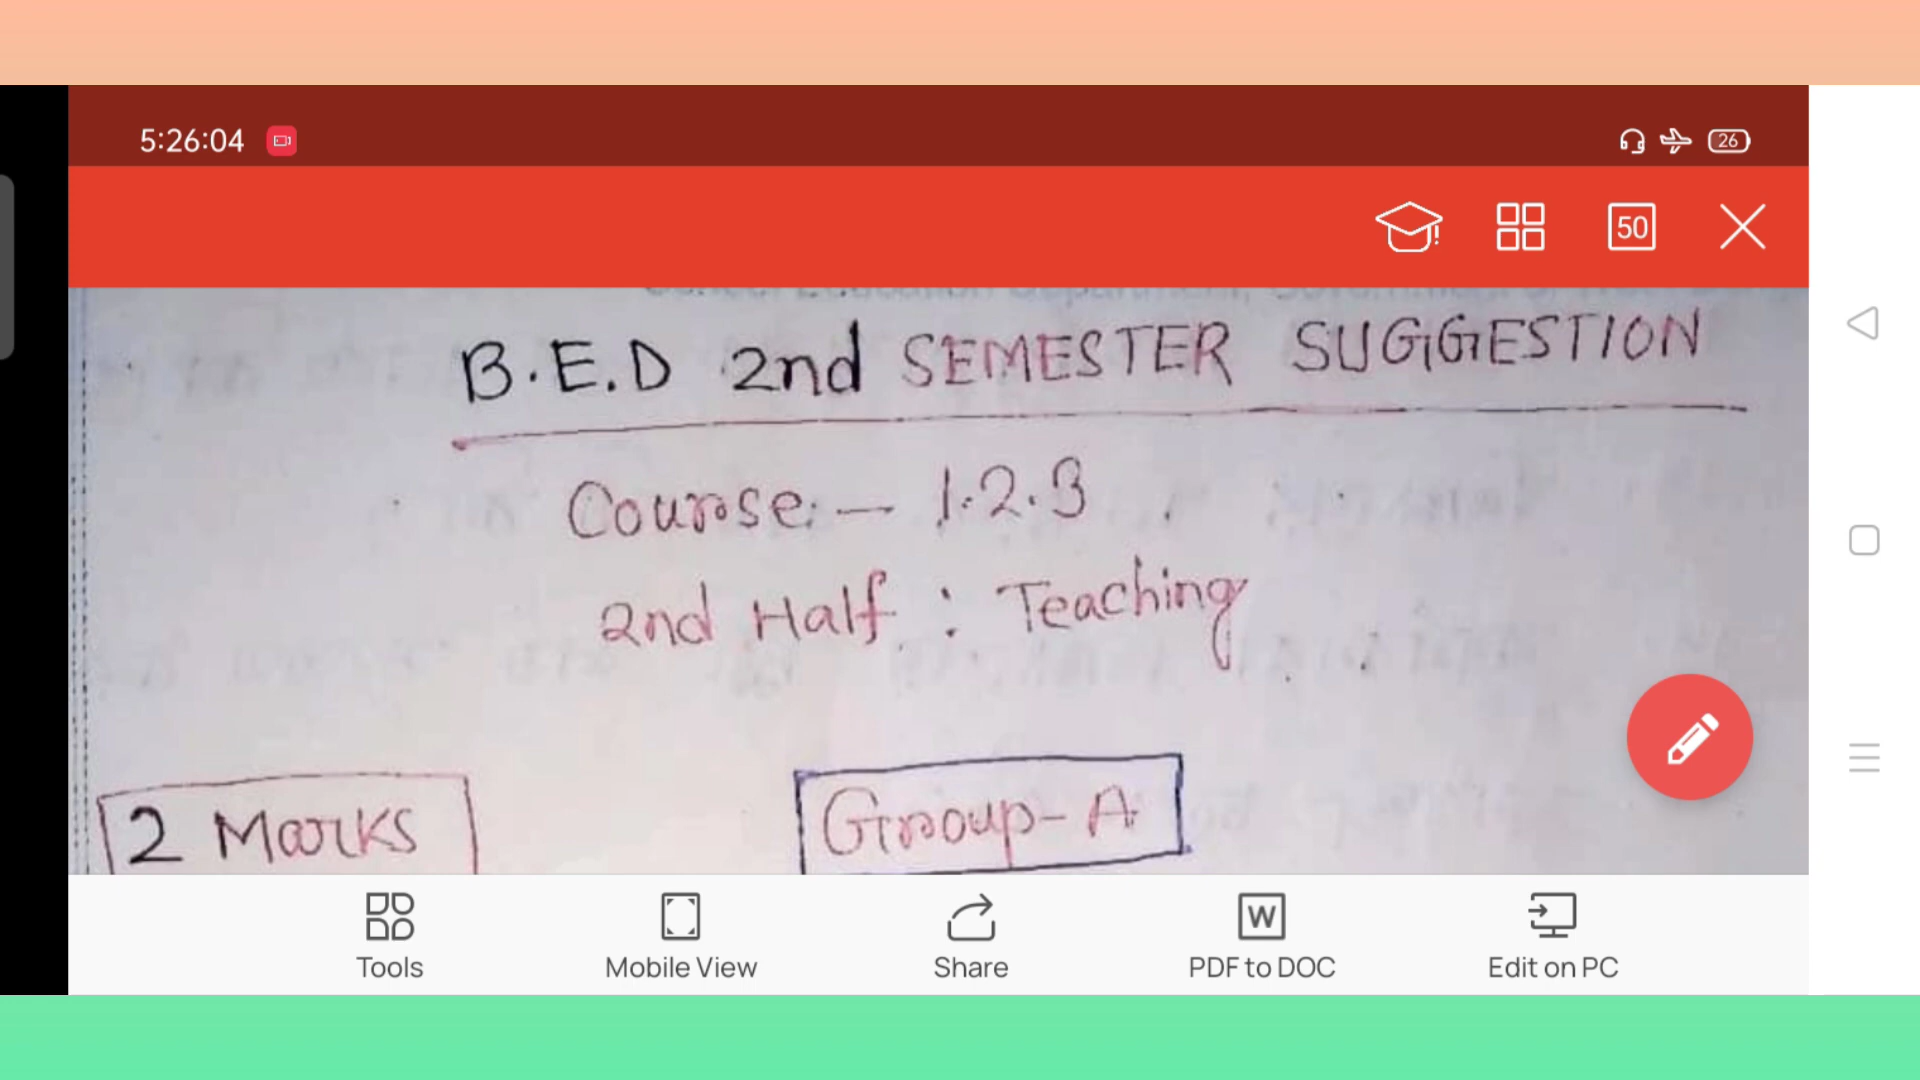 5:26:04
26
50
B.E.D 2nd SEMESTER SUGGESTION
Course:- 1.2.3
2nd Half : Teaching
2 Marks
Group-A
Tools
Mobile View
Share
W
PDF to DOC
Edit on PC